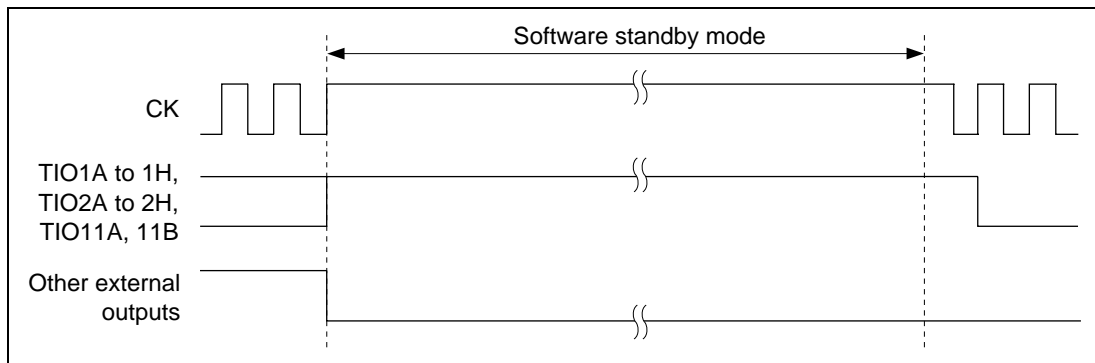 Software standby mode
CK
TIO1A to 1H,
TIO2A to 2H,
TIO11A, 11B
Other external
outputs